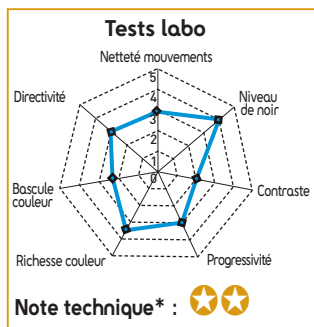 Tests labo
Netteté mouvements
5
4
3
2
1
0
Directivité
Niveau
de noir
Bascule
couleur
Contraste
Richesse couleur
Progressivité
Note technique* :